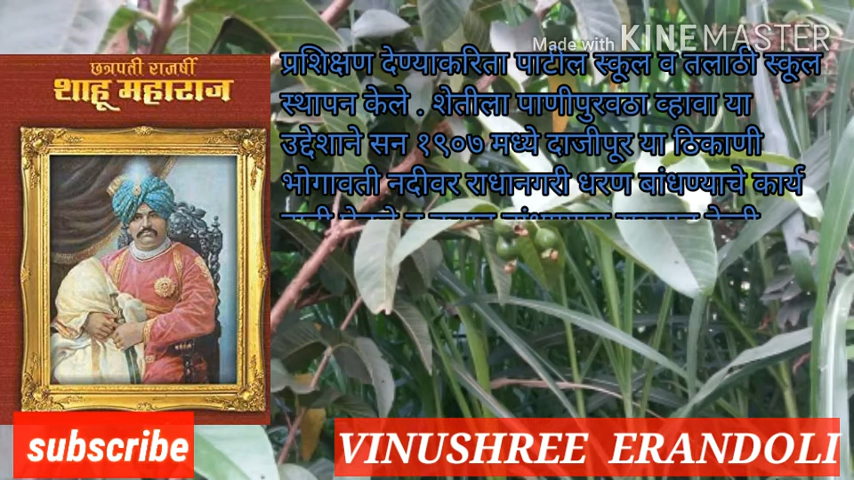 Made with KINEMASTER
छत्रपती राजर्षी
शाहू महाराज
प्रशिक्षण देण्याकरिता पाटील स्कूल व तलाठी स्कूल
स्थापन केले . शेतीला पाणीपुरवठा व्हावा या
उद्देशाने सन १९०७ मध्ये दाजीपूर या ठिकाणी
भोगावती नदीवर राधानगरी धरण बांधण्याचे कार्य
subscribe
VINUSHREE ERANDOLI